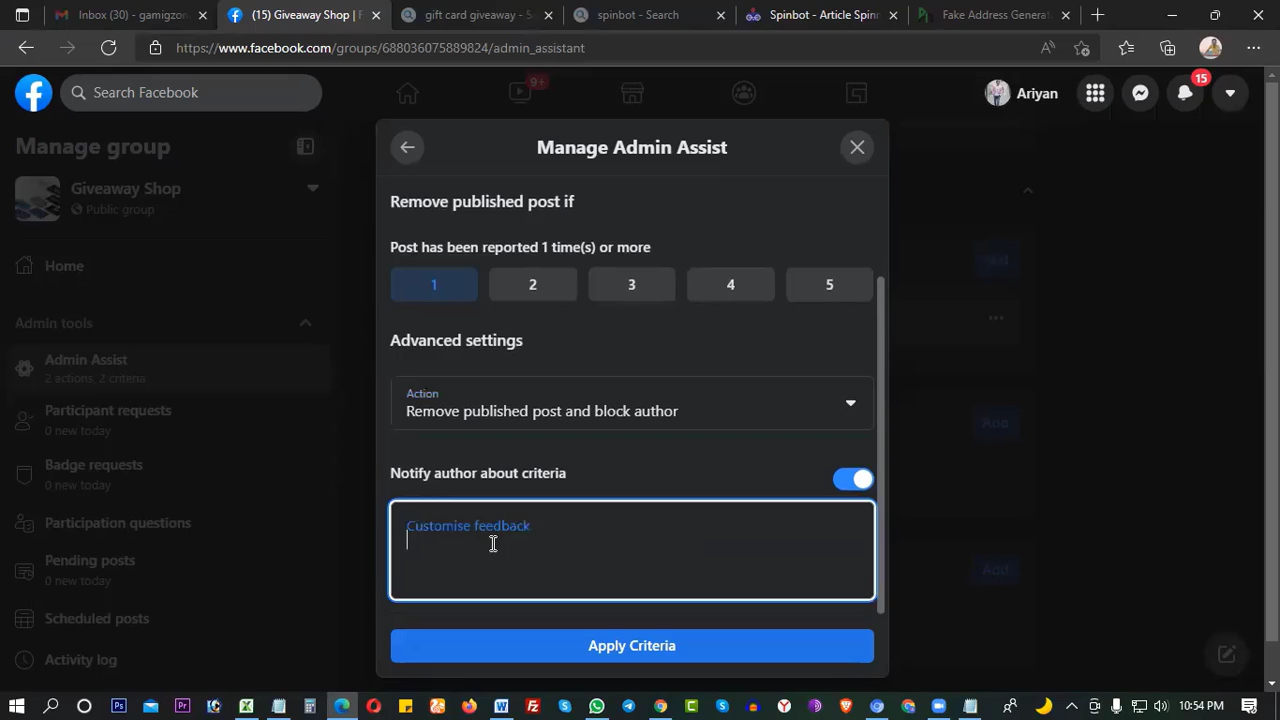 Inbox (20) - gamigzon
(15) Giveaway Shop | F
gift card giveaway - S
spinbot - Search
Spinbot - Article Spinn
Fake Address Generat
https://www.facebook.com/groups/688036075889824/admin_assistant
Search Facebook
9+
Ariyan
15
Manage group
Giveaway Shop
Public group
Home
Admin tools
Admin Assist
2 actions, 2 criteria
Participant requests
0 new today
Badge requests
0 new today
Participation questions
Pending posts
0 new today
Scheduled posts
Activity log
Manage Admin Assist
Remove published post if
Post has been reported 1 time(s) or more
1 2 3 4 5
Advanced settings
Action
Remove published post and block author
Notify author about criteria
Customise feedback
Apply Criteria
Add
Add
10:54 PM